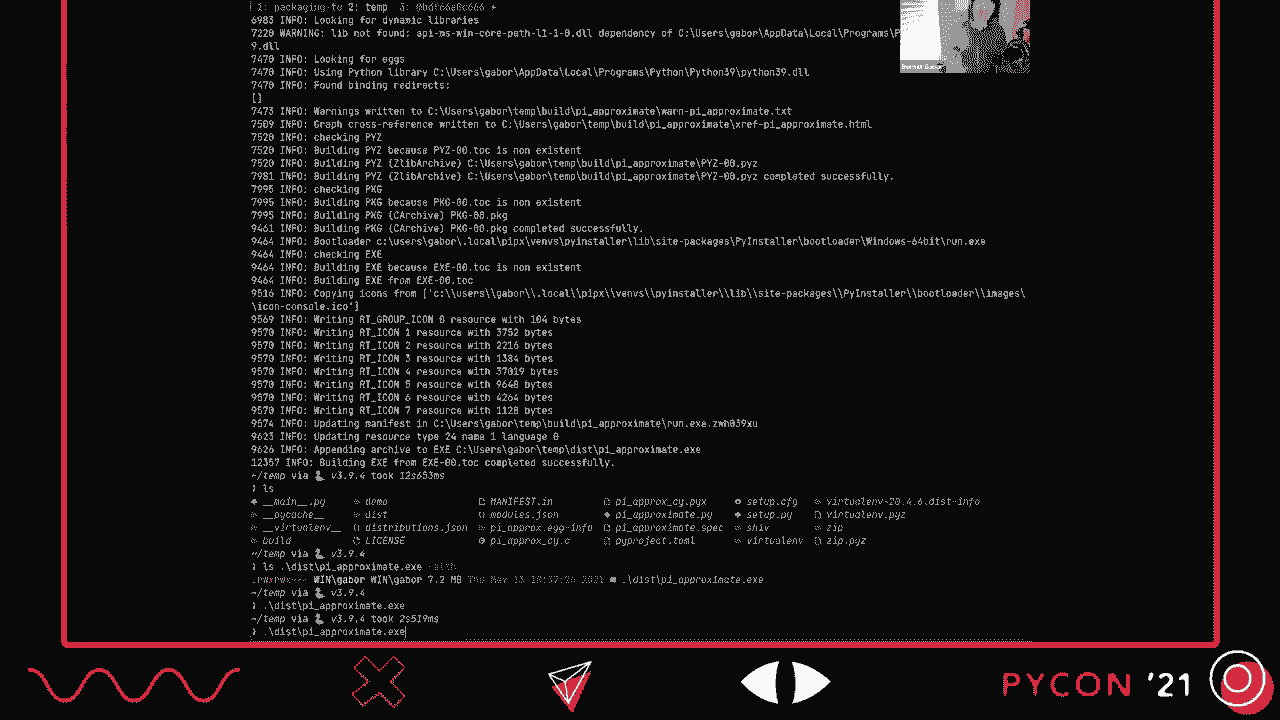 1: packaging-to 2: temp 3:
6983 INFO: Looking for dynamic libraries
7220 WARNING: lib not found: api-ms-win-core-path-l1-1-0.dll dependency of C:\Users\gabor\AppData\Local\Programs\P
9.dll
7470 INFO: Looking for eggs
7470 INFO: Using Python library C:\Users\gabor\AppData\Local\Programs\Python\Python39\python39.dll
7470 INFO: Found binding redirects:
[]
7473 INFO: Warnings written to C:\Users\gabor\temp\build\pi_approximate\warn-pi_approximate.txt
7509 INFO: Graph cross-reference written to C:\Users\gabor\temp\build\pi_approximate\xref-pi_approximate.html
7520 INFO: checking PYZ
7520 INFO: Building PYZ because PYZ-00.toc is non existent
7520 INFO: Building PYZ (ZlibArchive) C:\Users\gabor\temp\build\pi_approximate\PYZ-00.pyz
7981 INFO: Building PYZ (ZlibArchive) C:\Users\gabor\temp\build\pi_approximate\PYZ-00.pyz completed successfully.
7995 INFO: checking PKG
7995 INFO: Building PKG because PKG-00.toc is non existent
7995 INFO: Building PKG (CArchive) PKG-00.pkg
9461 INFO: Building PKG (CArchive) PKG-00.pkg completed successfully.
9464 INFO: Bootloader c:\users\gabor\.local\pipx\venvs\pyinstaller\lib\site-packages\PyInstaller\bootloader\Windows-64bit\run.exe
9464 INFO: checking EXE
9464 INFO: Building EXE because EXE-00.toc is non existent
9464 INFO: Building EXE from EXE-00.toc
9516 INFO: Copying icons from ['c:\\users\\gabor\\.local\\pipx\\venvs\\pyinstaller\\lib\\site-packages\\PyInstaller\\bootloader\\images\
\icon-console.ico']
9569 INFO: Writing RT_GROUP_ICON 0 resource with 104 bytes
9570 INFO: Writing RT_ICON 1 resource with 3752 bytes
9570 INFO: Writing RT_ICON 2 resource with 2216 bytes
9570 INFO: Writing RT_ICON 3 resource with 1384 bytes
9570 INFO: Writing RT_ICON 4 resource with 37019 bytes
9570 INFO: Writing RT_ICON 5 resource with 9640 bytes
9570 INFO: Writing RT_ICON 6 resource with 4264 bytes
9570 INFO: Writing RT_ICON 7 resource with 1128 bytes
9574 INFO: Updating manifest in C:\Users\gabor\temp\build\pi_approximate\run.exe.zwh039xu
9623 INFO: Updating resource type 24 name 1 language 0
9626 INFO: Appending archive to EXE C:\Users\gabor\temp\dist\pi_approximate.exe
12357 INFO: Building EXE from EXE-00.toc completed successfully.
~/temp via v3.9.4 took 12s653ms
❯ ls
__main__.py demo MANIFEST.in pi_approx_cy.pyx setup.cfg virtualenv-20.4.6.dist-info
__pycache__ dist modules.json pi_approximate.py setup.py virtualenv.pyz
__virtualenv__ distributions.json pi_approx.egg-info pi_approximate.spec shiv zip
build LICENSE pi_approx_cy.c pyproject.toml virtualenv zip.pyz
~/temp via v3.9.4
❯ ls .\dist\pi_approximate.exe
WIN\gabor WIN\gabor 7.2 MB Thu May 13 2021 .\dist\pi_approximate.exe
~/temp via v3.9.4
❯ .\dist\pi_approximate.exe
~/temp via v3.9.4 took 2s519ms
❯ .\dist\pi_approximate.exe
PYCON '21